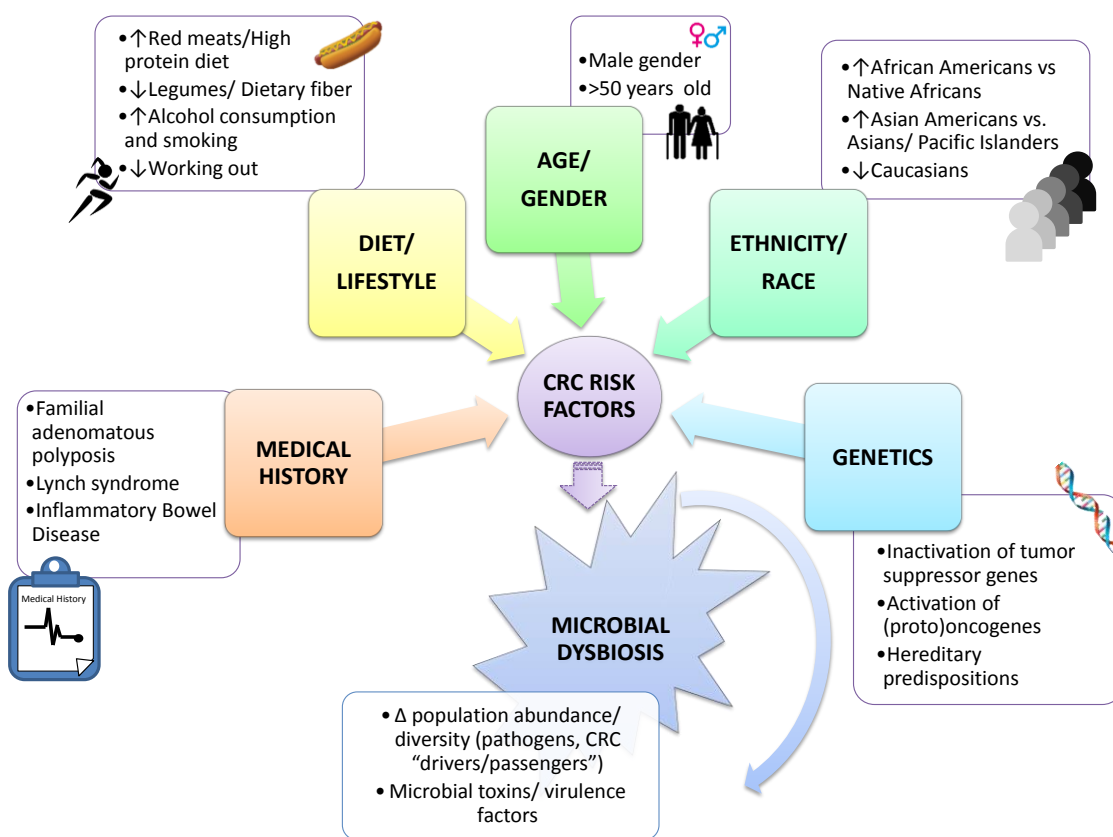 •↑Red meats/High
protein diet
•↓Legumes/ Dietary fiber
•↑Alcohol consumption
and smoking
•↓Working out
•Male gender
•>50 years old
•↑African Americans vs
Native Africans
•↑Asian Americans vs.
Asians/ Pacific Islanders
•↓Caucasians
AGE/
GENDER
DIET/
LIFESTYLE
ETHNICITY/
RACE
CRC RISK
FACTORS
•Familial
adenomatous
polyposis
•Lynch syndrome
•Inflammatory Bowel
Disease
MEDICAL
HISTORY
GENETICS
Medical History
•Inactivation of tumor
suppressor genes
•Activation of
(proto)oncogenes
•Hereditary
predispositions
MICROBIAL
DYSBIOSIS
• Δ population abundance/
diversity (pathogens, CRC
“drivers/passengers”)
• Microbial toxins/ virulence
factors